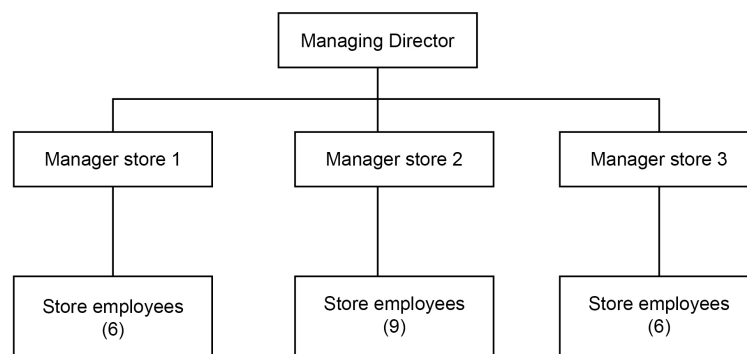 Managing Director
Manager store 1
Manager store 2
Manager store 3
Store employees
(6)
Store employees
(9)
Store employees
(6)